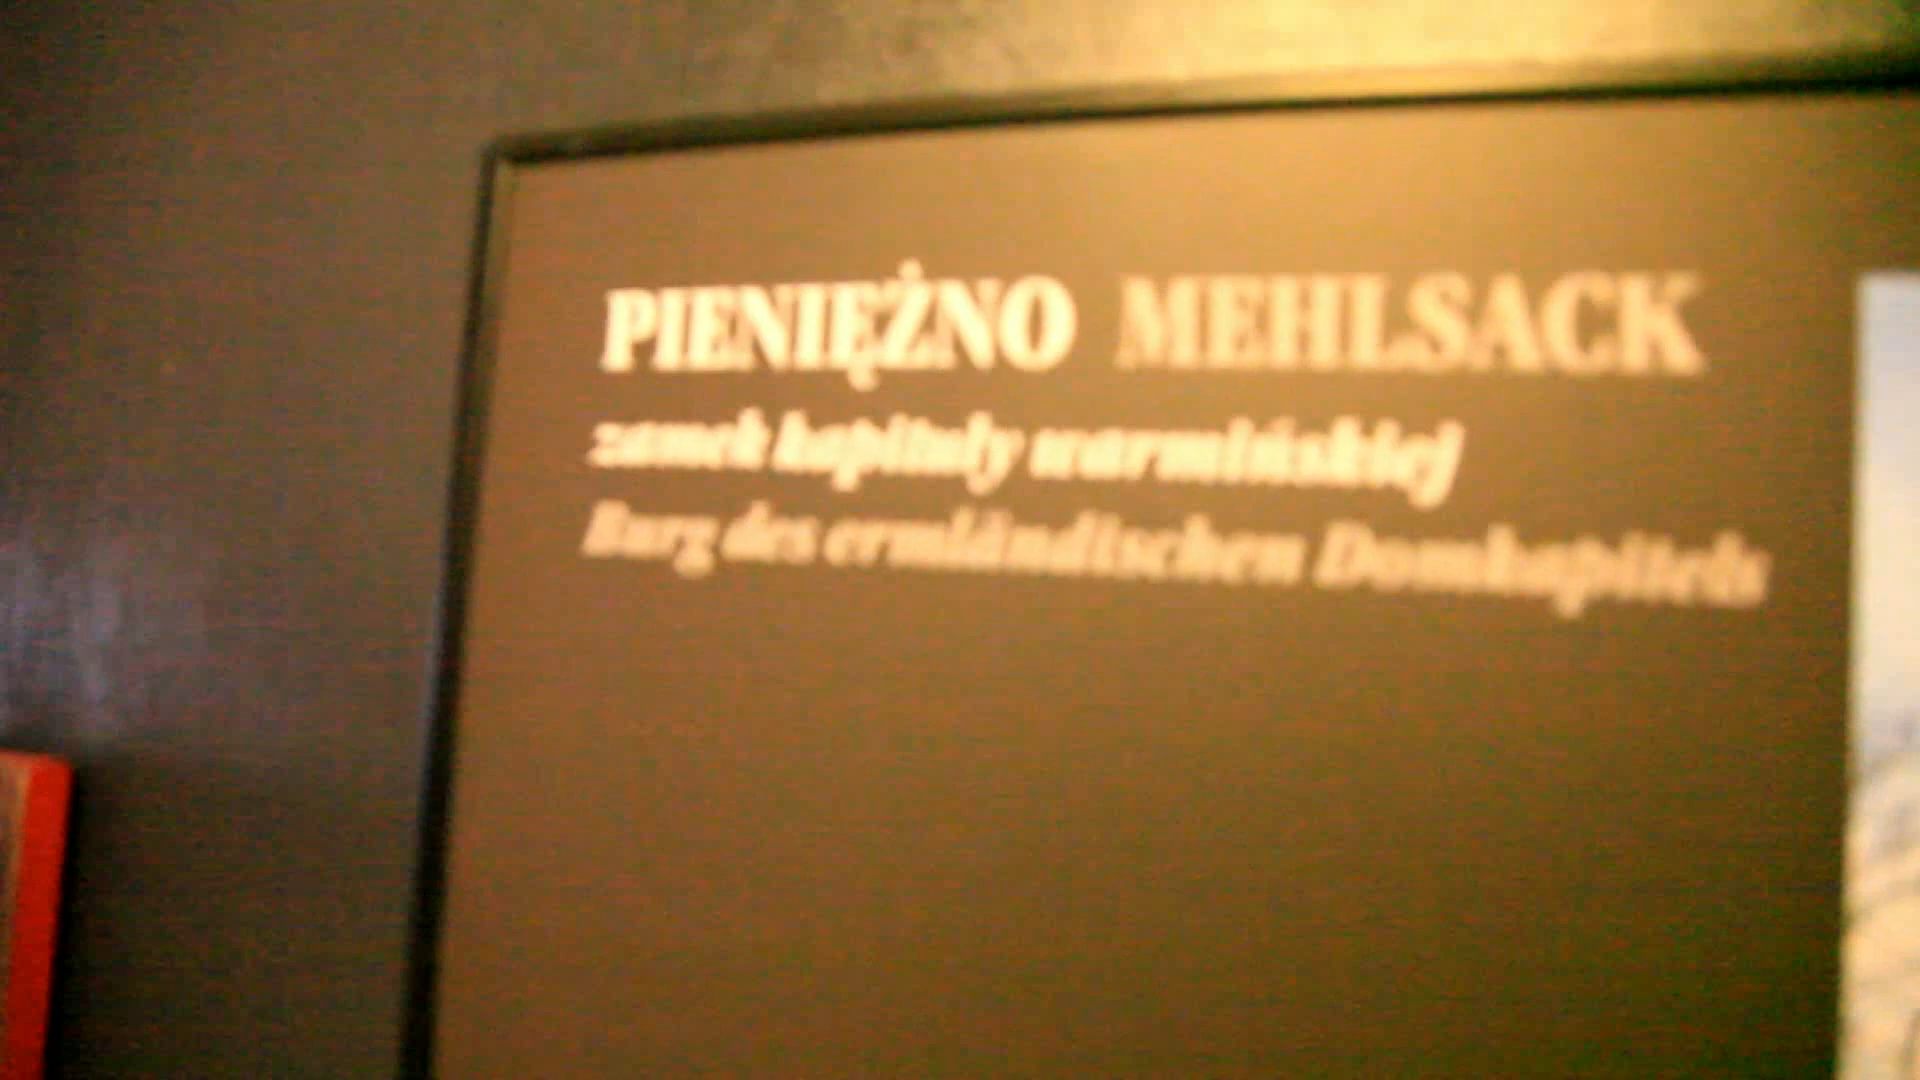 PIENIĘŻNO MEHLSACK
zamek kapituły warmińskiej
Burg des ermländischen Domkapitels